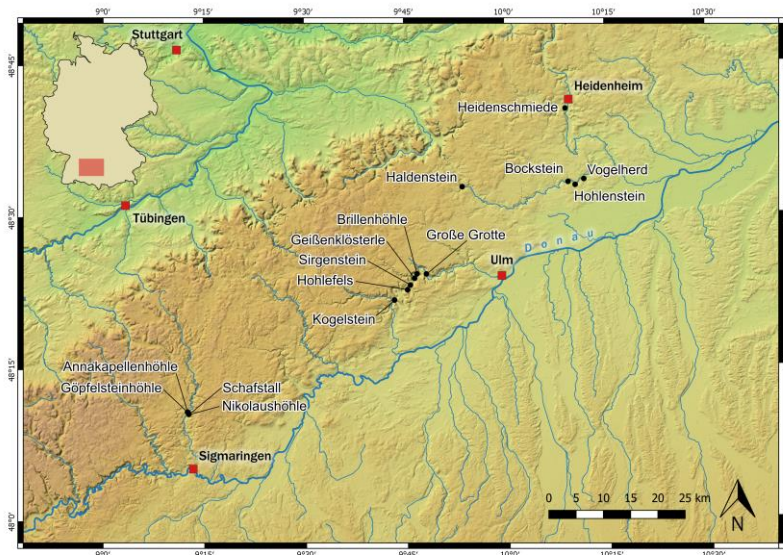 9°0' 9°15' 9°30' 9°45' 10°0' 10°15' 10°30'
Stuttgart
48°45'
Heidenheim
Heidenschmiede
Bockstein
Vogelherd
Haldenstein
Hohlenstein
48°30'
Tübingen
Brillenhöhle
Große Grotte
Donau
Geißenklösterle
Sirgenstein
Ulm
Hohlefels
Kogelstein
48°15'
Annakapellenhöhle
Schafstall
Göpfelsteinhöhle
Nikolaushöhle
Sigmaringen
0 5 10 15 20 25 km
N
48°0'
9°0' 9°15' 9°30' 9°45' 10°0' 10°15' 10°30'